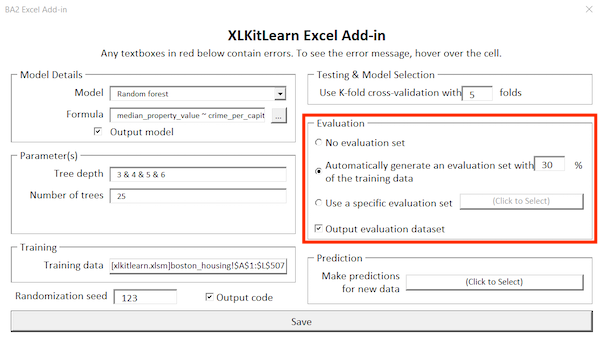 BA2 Excel Add-in
XLKitLearn Excel Add-in
Any textboxes in red below contain errors. To see the error message, hover over the cell.
Model Details
Model Random forest
Formula median_property_value ~ crime_per_capit ...
Output model
Parameter(s)
Tree depth 3 & 4 & 5 & 6
Number of trees 25
Training
Training data [xlkitlearn.xlsm]boston_housing!$A$1:$L$507
Randomization seed 123 Output code
Testing & Model Selection
Use K-fold cross-validation with 5 folds
Evaluation
No evaluation set
Automatically generate an evaluation set with 30 %
of the training data
Use a specific evaluation set (Click to Select)
Output evaluation dataset
Prediction
Make predictions
for new data (Click to Select)
Save